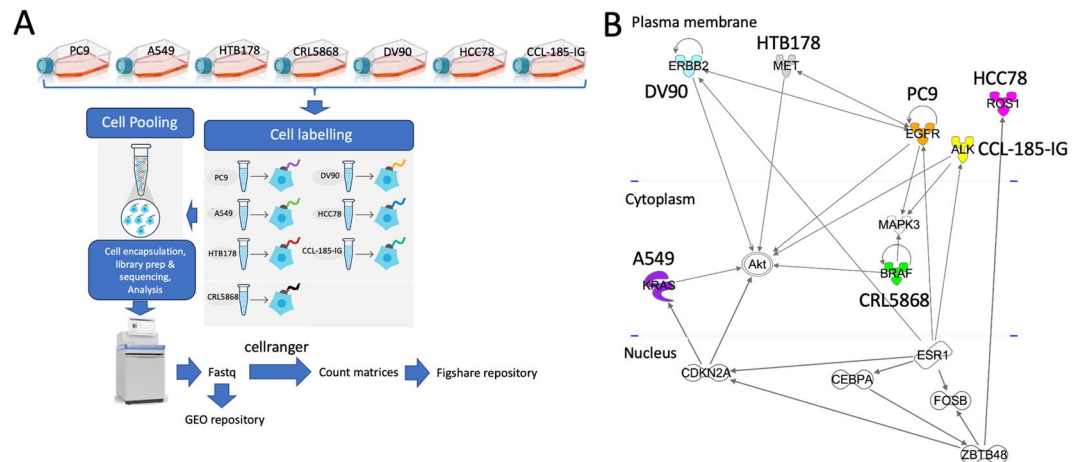 A
PC9
A549
HTB178
CRL5868
DV90
HCC78
CCL-185-IG
Cell Pooling
Cell labelling
PC9
DV90
A549
HCC78
HTB178
CCL-185-IG
CRL5868
Cell encapsulation,
library prep &
sequencing,
Analysis
cellranger
Fastq
Count matrices
Figshare repository
GEO repository
B
Plasma membrane
HTB178
ERBB2
MET
DV90
HCC78
ROS1
PC9
EGFR
ALK
CCL-185-IG
Cytoplasm
MAPK3
A549
Akt
BRAF
KRAS
CRL5868
Nucleus
ESR1
CDKN2A
CEBPA
FOSB
ZBTB48